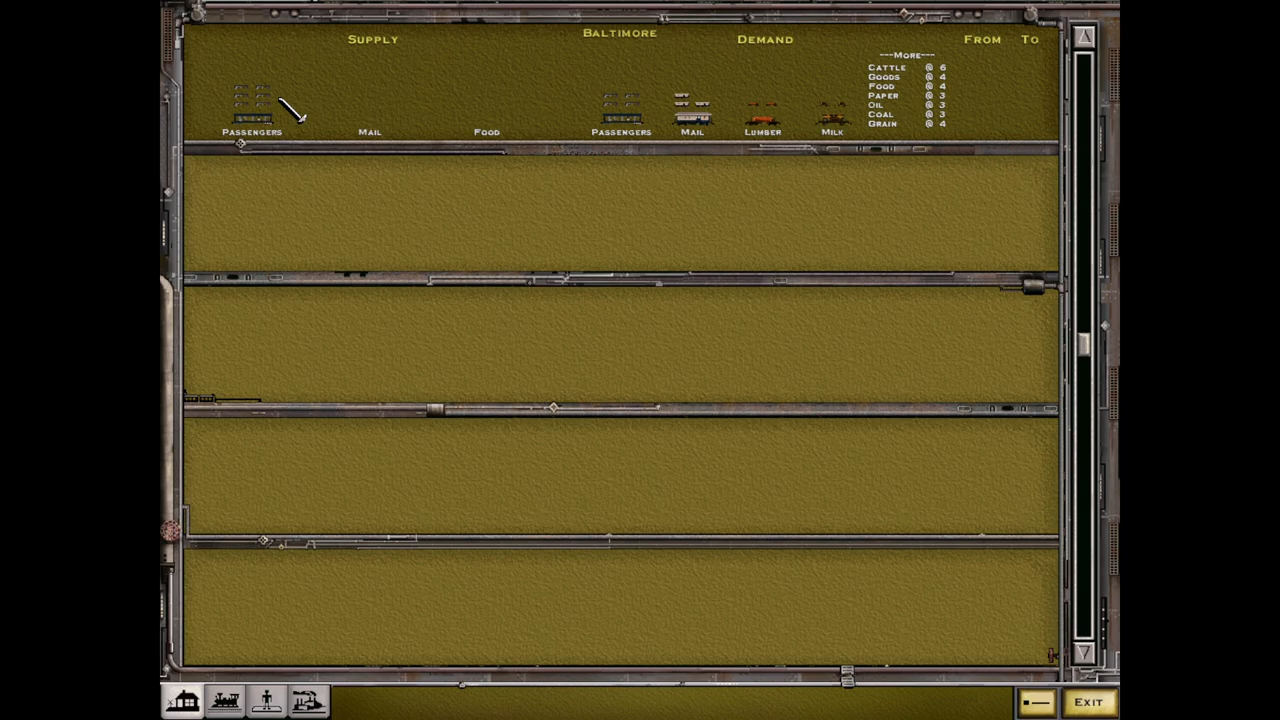 BALTIMORE
SUPPLY DEMAND FROM TO
---MORE---
CATTLE @ 6
GOODS @ 4
FOOD @ 4
PAPER @ 3
OIL @ 3
COAL @ 3
GRAIN @ 4
PASSENGERS MAIL FOOD PASSENGERS MAIL LUMBER MILK
EXIT